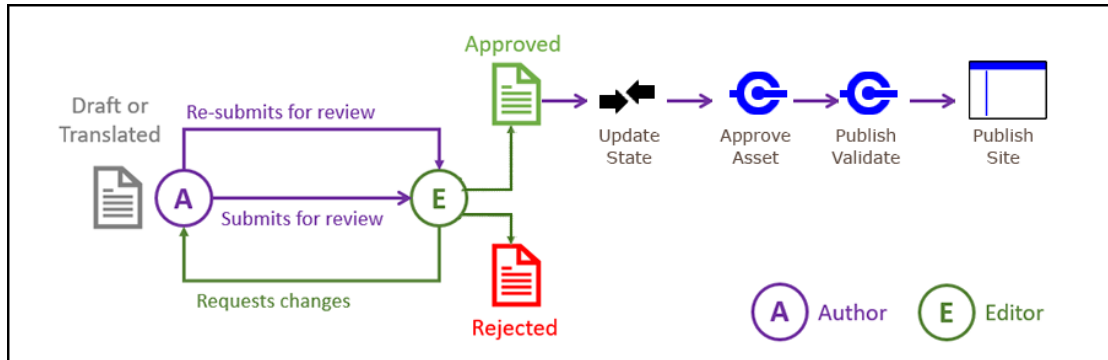 Approved
Draft or
Translated
Re-submits for review
A
E
Submits for review
Requests changes
Rejected
Update
State
Approve
Asset
Publish
Validate
Publish
Site
A Author
E Editor